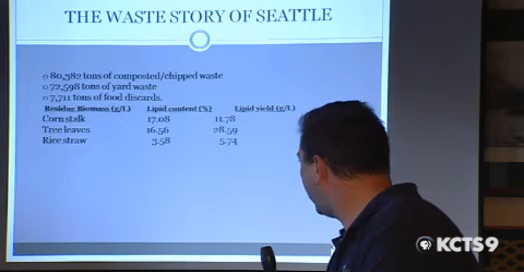 THE WASTE STORY OF SEATTLE
80,382 tons of composted/chipped waste
72,598 tons of yard waste
7,711 tons of food discards.
Residue Biomass (g/L) Lipid content (%) Lipid yield (g/L)
Corn stalk 17.08 11.78
Tree leaves 16.56 28.59
Rice straw 3.58 5.74
PBS KCTS9